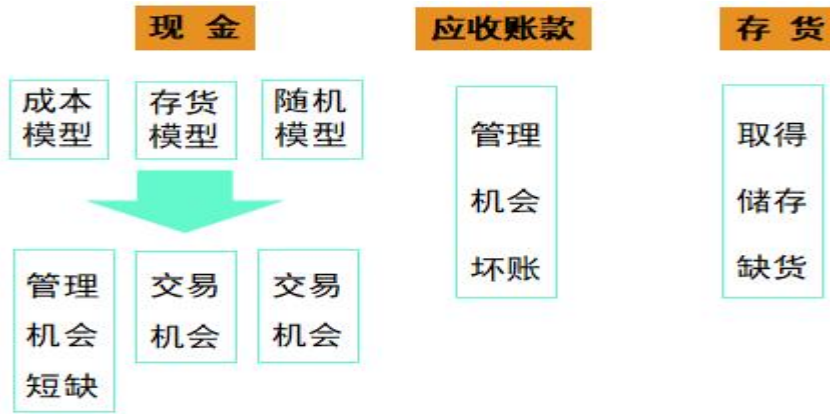 现 金
应收账款
存 货
成本
模型
存货
模型
随机
模型
管理
机会
短缺
交易
机会
交易
机会
管理
机会
坏账
取得
储存
缺货